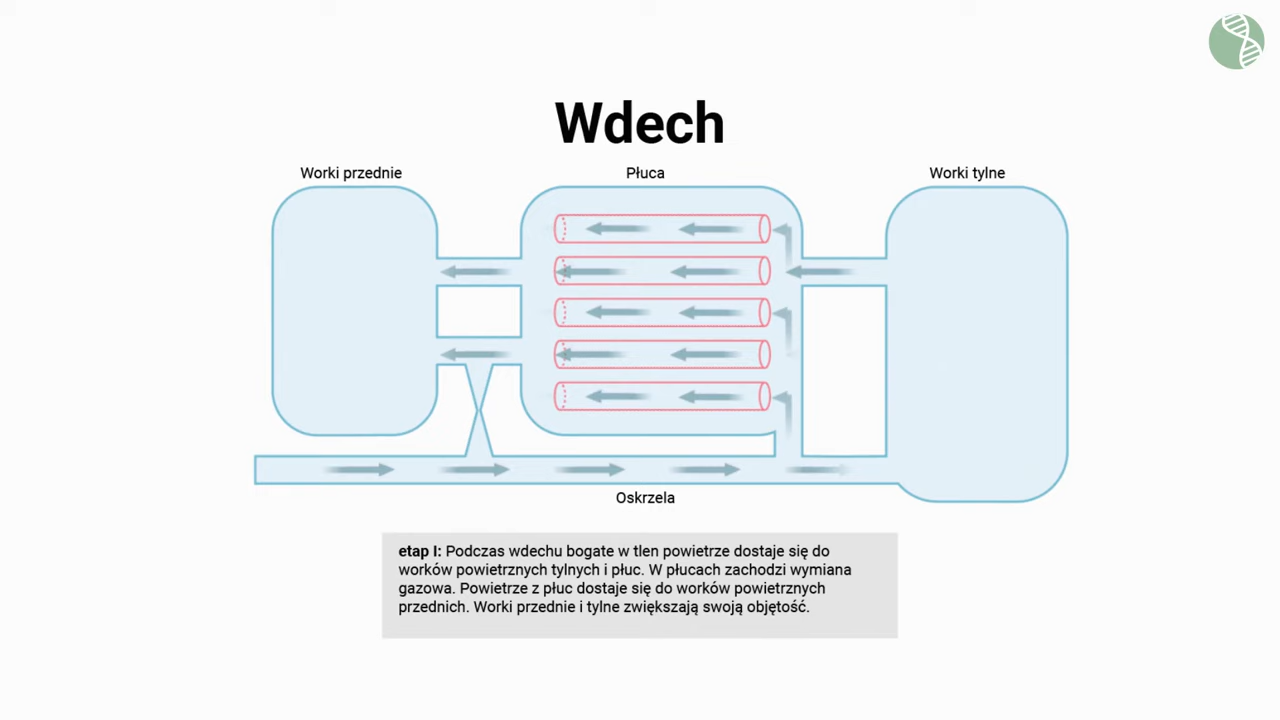 Wdech
Worki przednie
Płuca
Worki tylne
Oskrzela
etap I: Podczas wdechu bogate w tlen powietrze dostaje się do
worków powietrznych tylnych i płuc. W płucach zachodzi wymiana
gazowa. Powietrze z płuc dostaje się do worków powietrznych
przednich. Worki przednie i tylne zwiększają swoją objętość.